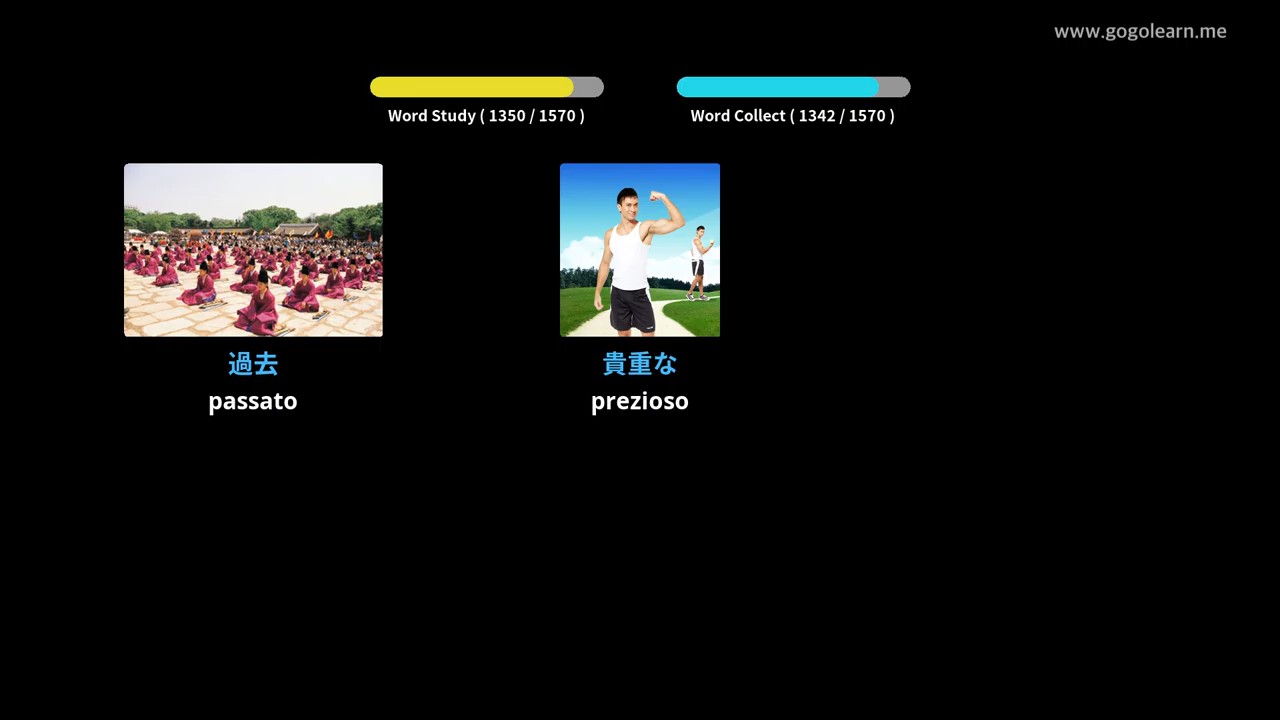 www.gogolearn.me
Word Study ( 1350 / 1570 )
Word Collect ( 1342 / 1570 )
過去
passato
貴重な
prezioso